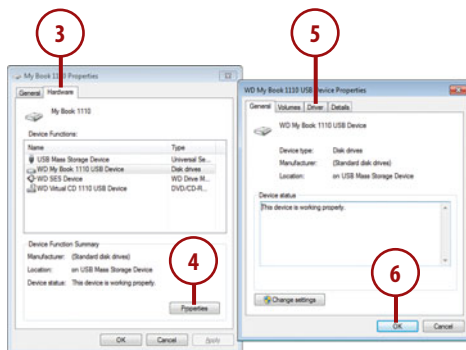 3
My Book 1110 Properties
General Hardware
My Book 1110
Device Functions:
Name Type
USB Mass Storage Device Universal Se...
WD My Book 1110 USB Device Disk drives
WD SES Device WD Drive M...
WD Virtual CD 1110 USB Device DVD/CD-R...
Device Function Summary
Manufacturer: (Standard disk drives)
Location: on USB Mass Storage Device
Device status: This device is working properly.
4
Properties
OK Cancel Apply
5
WD My Book 1110 USB Device Properties
General Volumes Driver Details
WD My Book 1110 USB Device
Device type: Disk drives
Manufacturer: (Standard disk drives)
Location: on USB Mass Storage Device
Device status
This device is working properly.
6
Change settings
OK Cancel